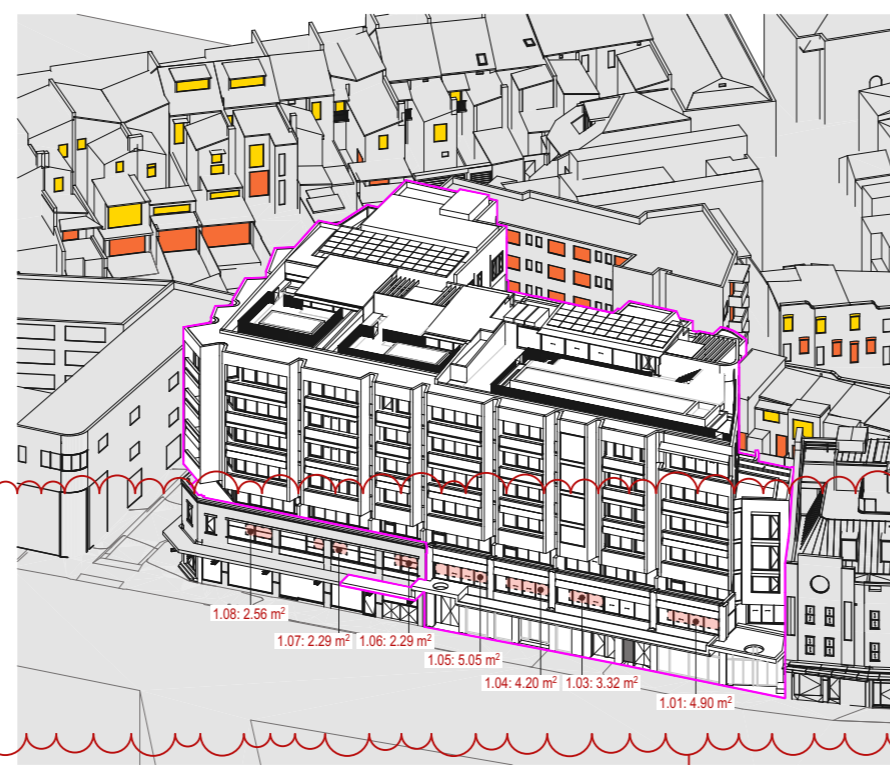 1.08: 2.56 m²
1.07: 2.29 m² 1.06: 2.29 m²
1.05: 5.05 m²
1.04: 4.20 m² 1.03: 3.32 m²
1.01: 4.90 m²